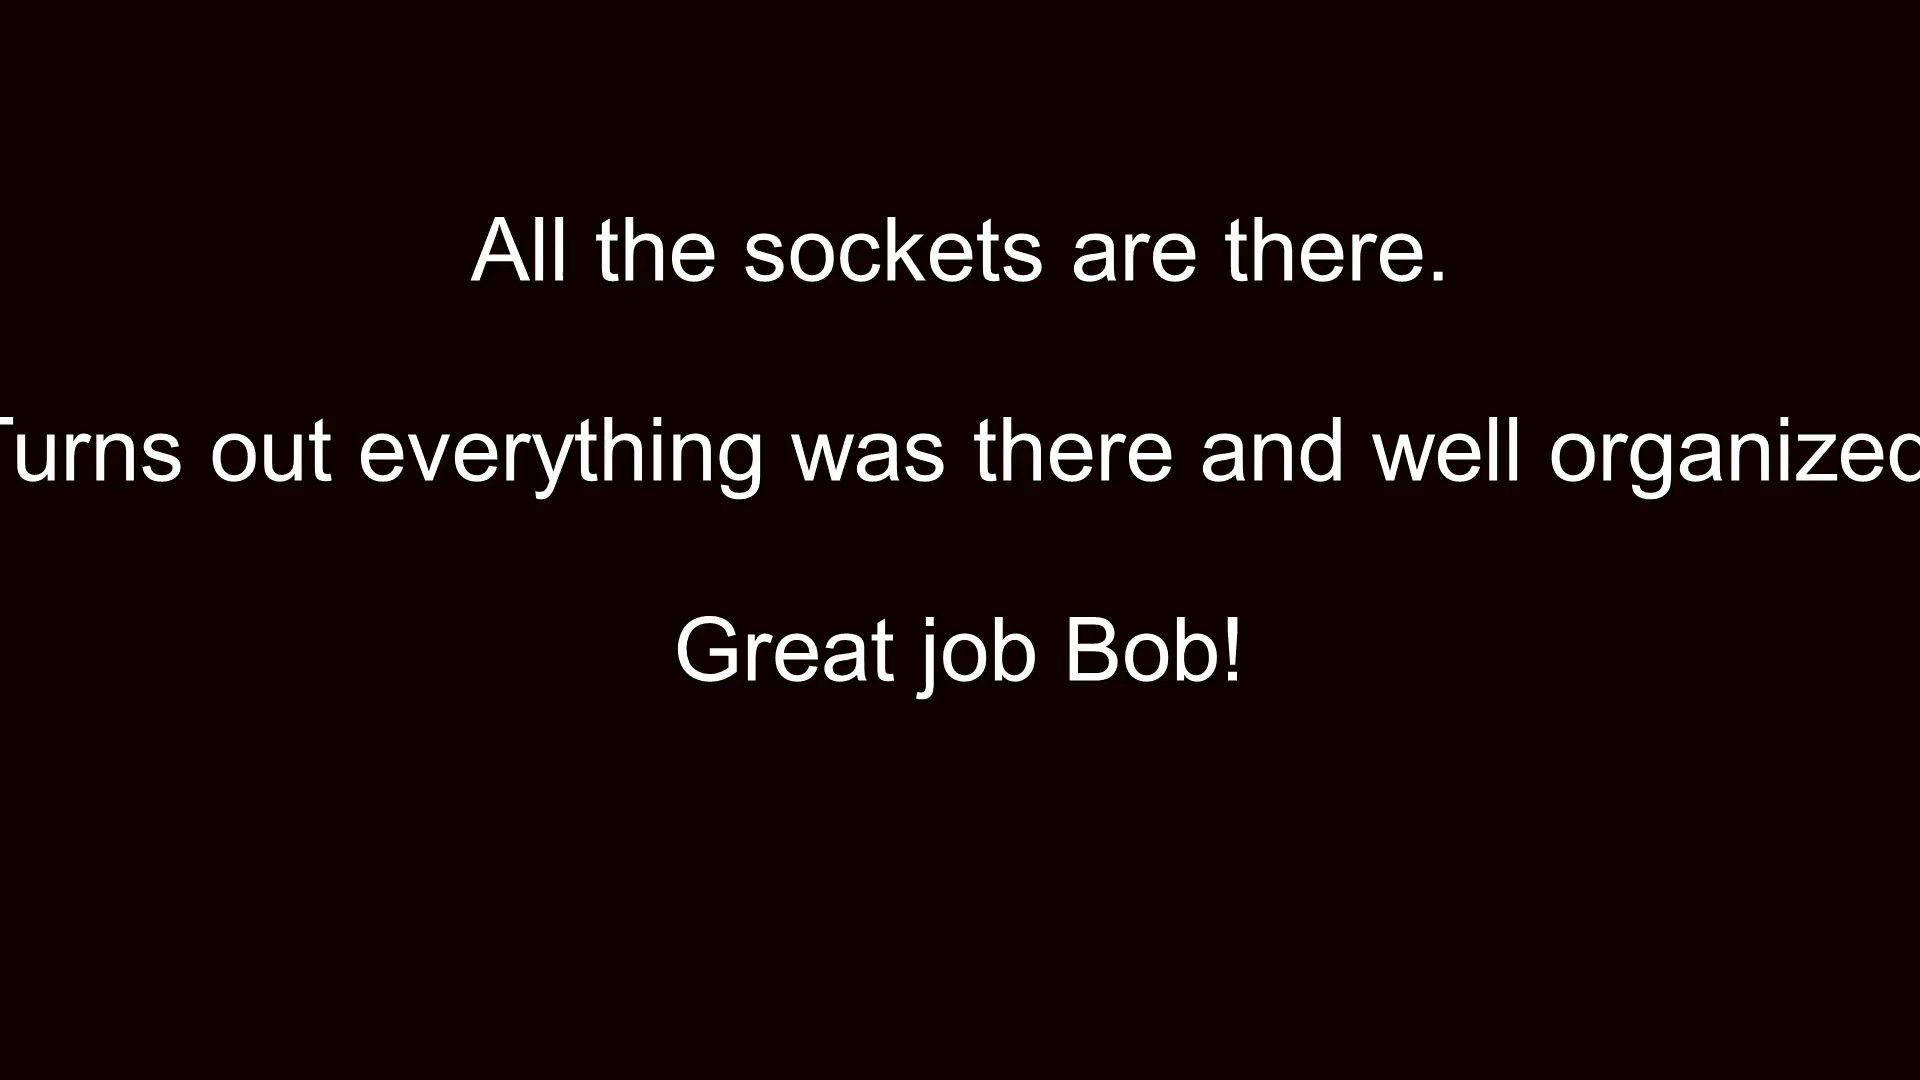 All the sockets are there.
Turns out everything was there and well organized
Great job Bob!